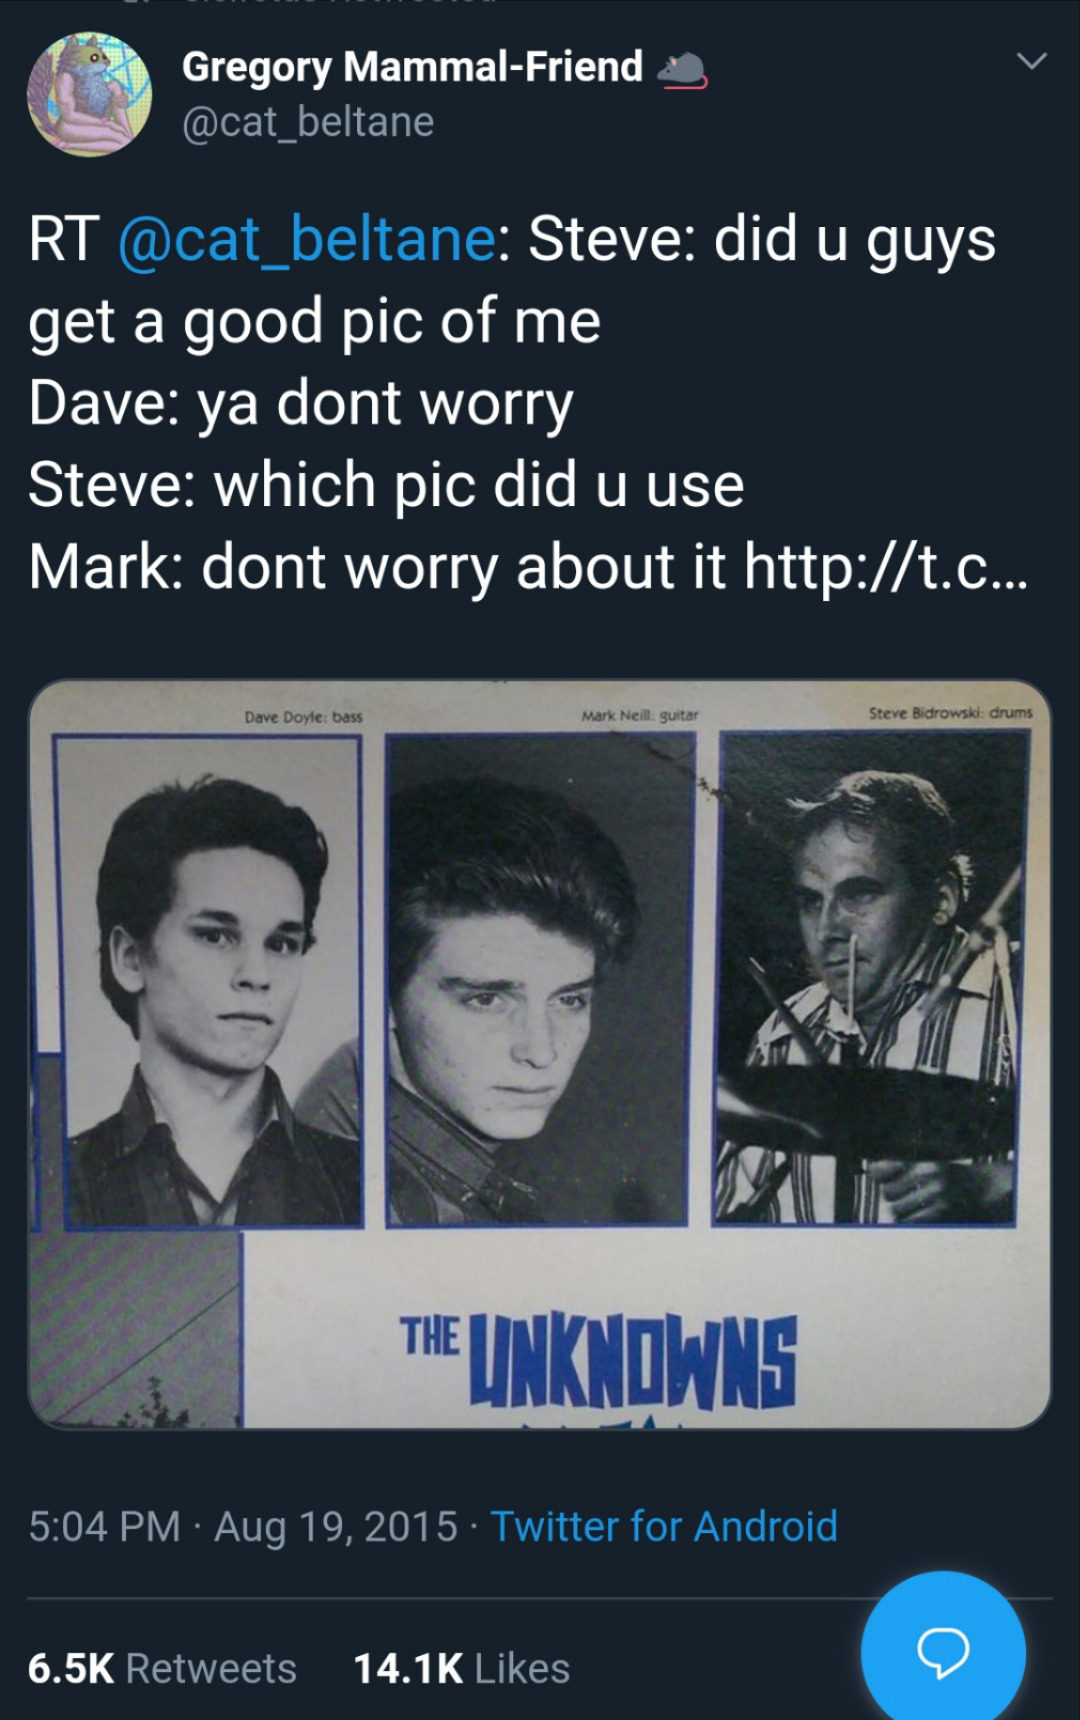 Gregory Mammal-Friend 🐀
@cat_beltane
RT @cat_beltane: Steve: did u guys
get a good pic of me
Dave: ya dont worry
Steve: which pic did u use
Mark: dont worry about it http://t.c…
Dave Doyle: bass
Mark Neill: guitar
Steve Bidrowski: drums
THE UNKNOWNS
5:04 PM · Aug 19, 2015 · Twitter for Android
6.5K Retweets 14.1K Likes